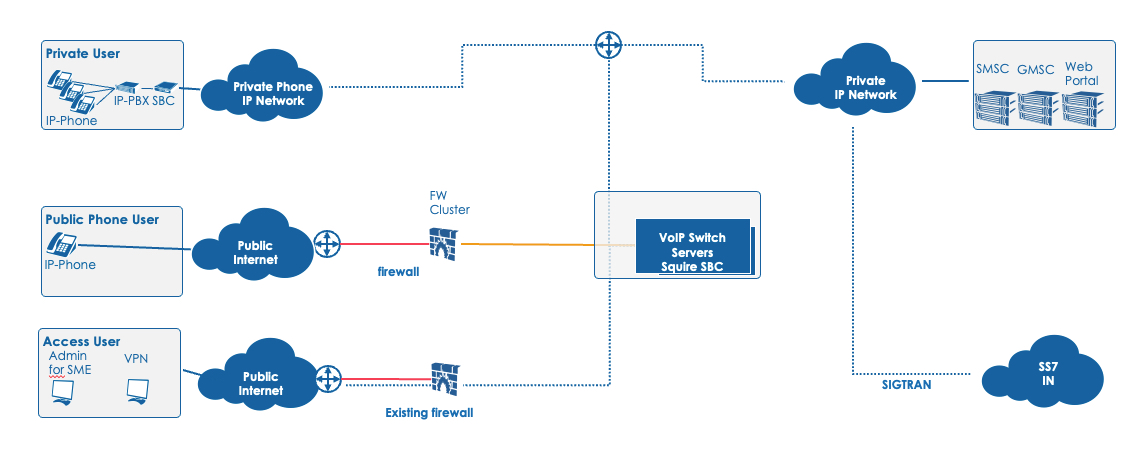 Private User
IP-PBX SBC
IP-Phone
Private Phone
IP Network
Private
IP Network
SMSC GMSC Web
Portal
Public Phone User
IP-Phone
Public
Internet
FW
Cluster
firewall
VoIP Switch
Servers
Squire SBC
Access User
Admin
for SME
VPN
Public
Internet
Existing firewall
SIGTRAN
SS7
IN